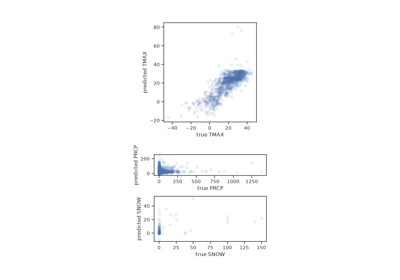 80
60
40
20
0
−20
−40 −20 0 20 40
predicted TMAX
true TMAX
200
0
0 250 500 750 1000 1250
predicted PRCP
true PRCP
40
20
0
0 25 50 75 100 125 150
predicted SNOW
true SNOW